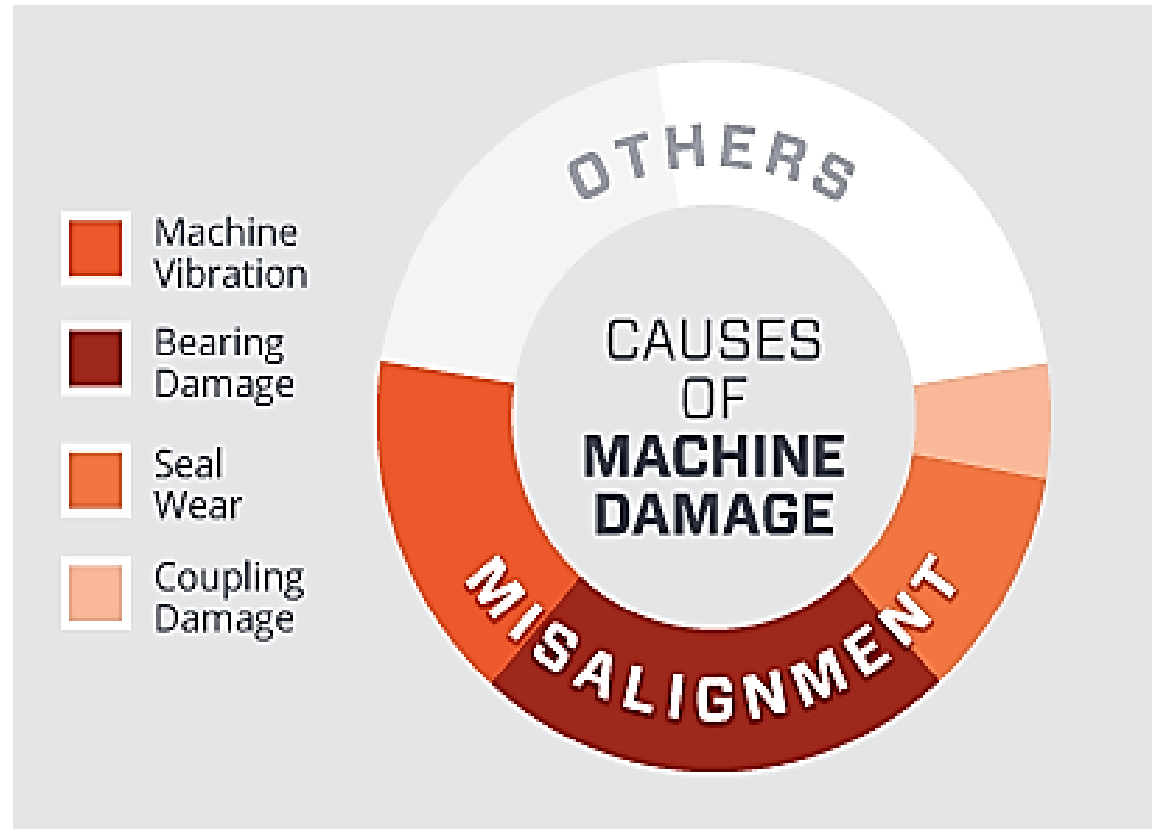 OTHERS
Machine
Vibration
Bearing
Damage
Seal
Wear
Coupling
Damage
CAUSES
OF
MACHINE
DAMAGE
MISALIGNMENT